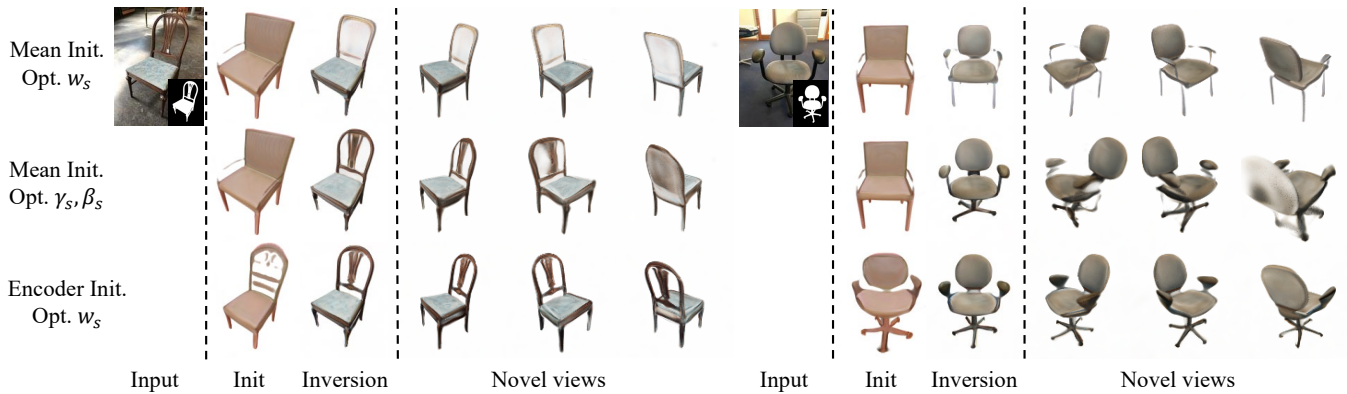 Mean Init.
Opt. w_s
Mean Init.
Opt. γ_s, β_s
Encoder Init.
Opt. w_s
Input Init Inversion Novel views Input Init Inversion Novel views